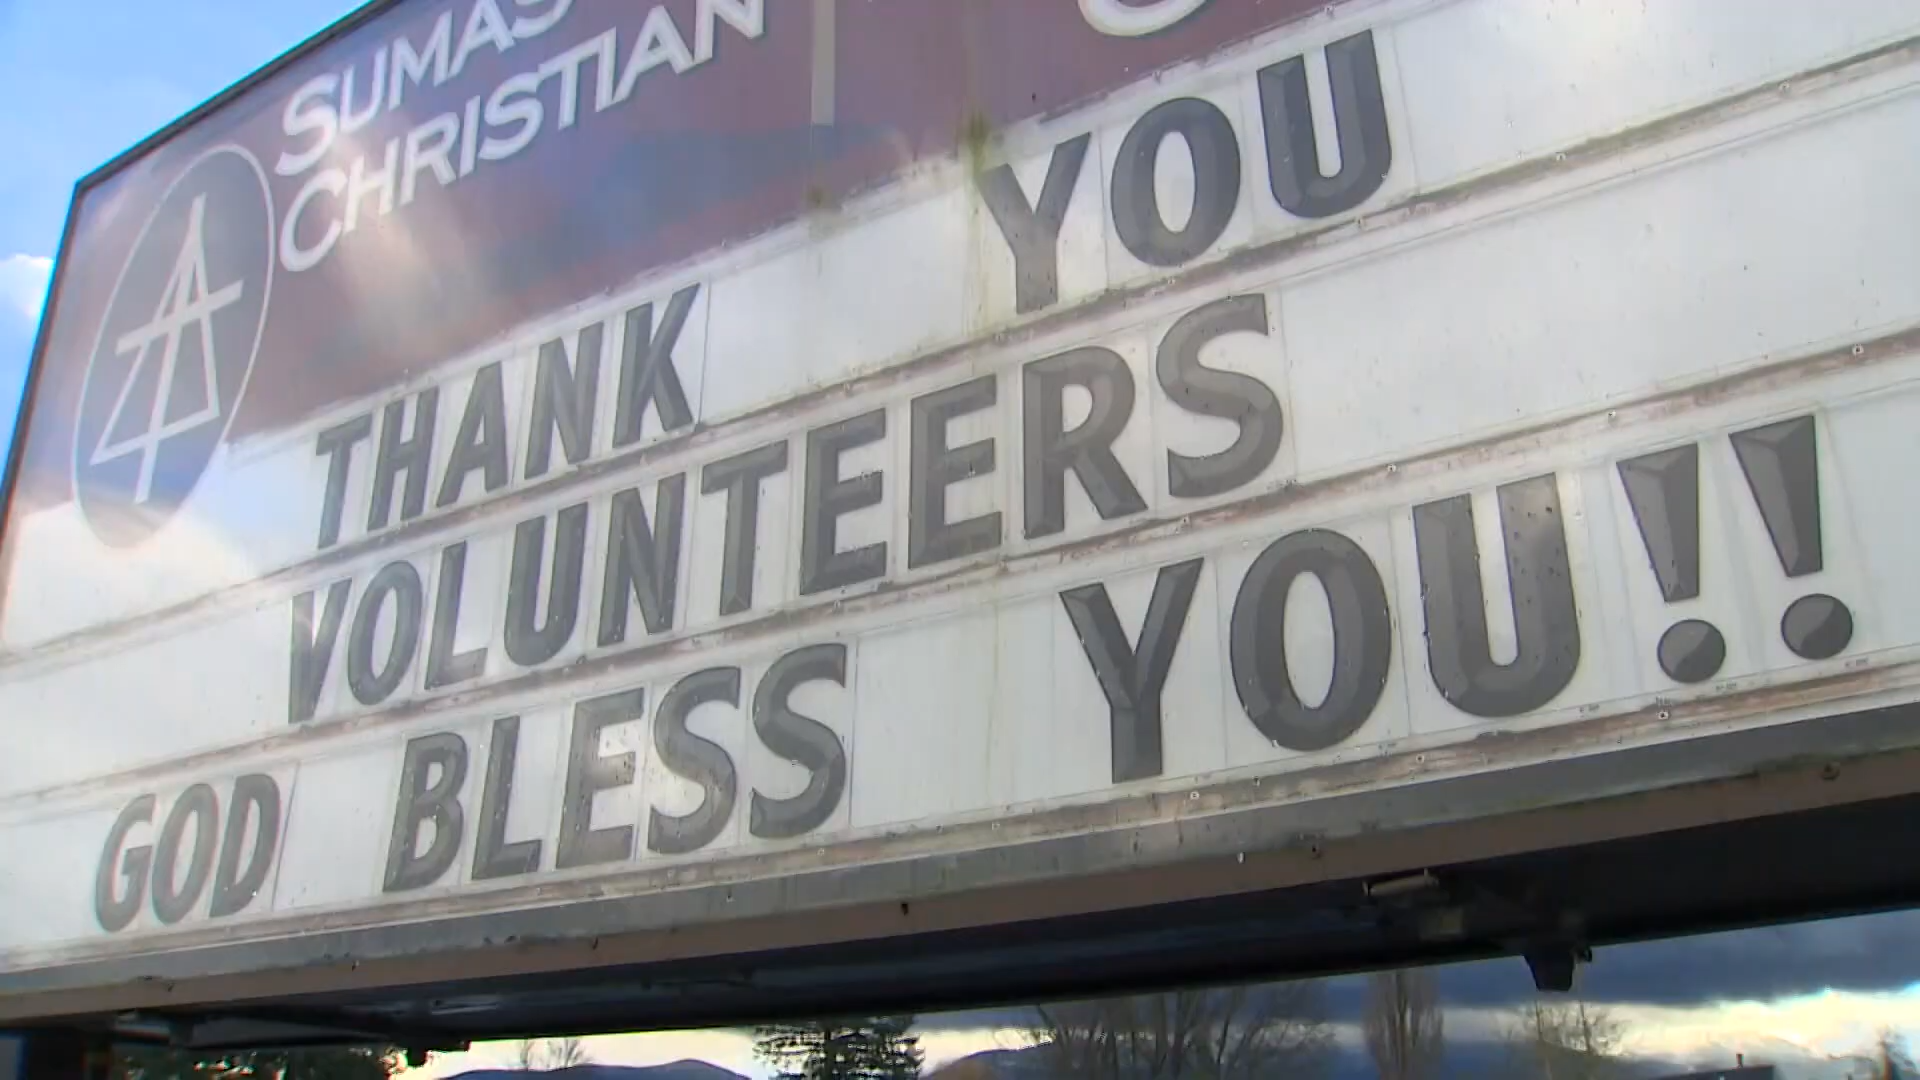 SUMAS
CHRISTIAN
THANK YOU
VOLUNTEERS
GOD BLESS YOU!!